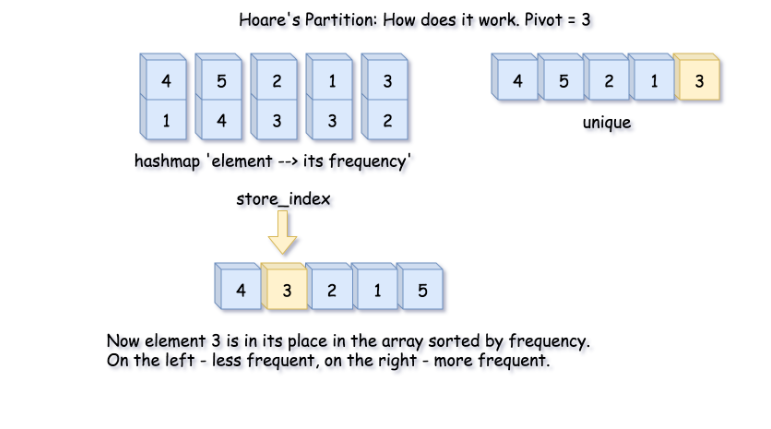 Hoare's Partition: How does it work. Pivot = 3
4 5 2 1 3
1 4 3 3 2
hashmap 'element --> its frequency'
4 5 2 1 3
unique
store_index
4 3 2 1 5
Now element 3 is in its place in the array sorted by frequency.
On the left - less frequent, on the right - more frequent.